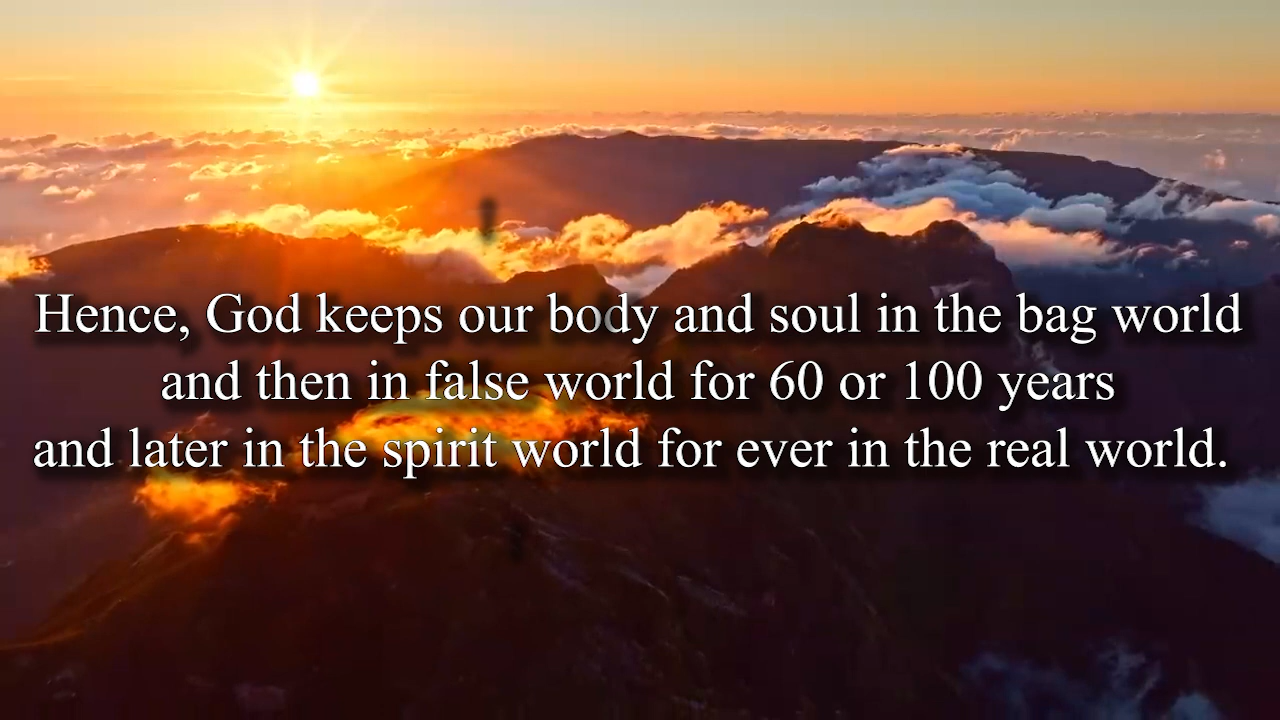 Hence, God keeps our body and soul in the bag world
and then in false world for 60 or 100 years
and later in the spirit world for ever in the real world.